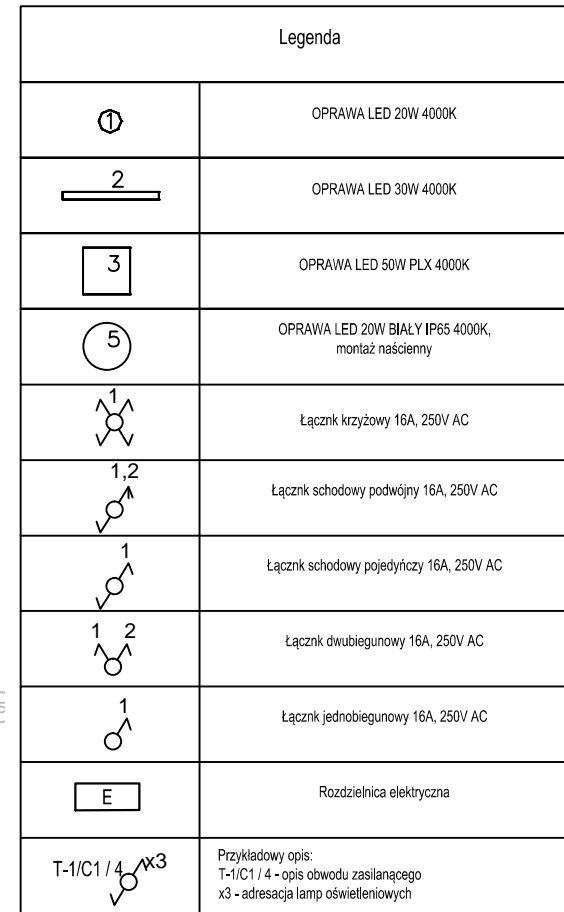 Legenda
1
OPRAWA LED 20W 4000K
2
OPRAWA LED 30W 4000K
3
OPRAWA LED 50W PLX 4000K
5
OPRAWA LED 20W BIAŁY IP65 4000K,
montaż naścienny
1
Łącznk krzyżowy 16A, 250V AC
1,2
Łącznk schodowy podwójny 16A, 250V AC
1
Łącznk schodowy pojedyńczy 16A, 250V AC
1 2
Łącznk dwubiegunowy 16A, 250V AC
1
Łącznk jednobiegunowy 16A, 250V AC
E
Rozdzielnica elektryczna
T-1/C1 / 4 x3
Przykładowy opis:
T-1/C1 / 4 - opis obwodu zasilanącego
x3 - adresacja lamp oświetleniowych